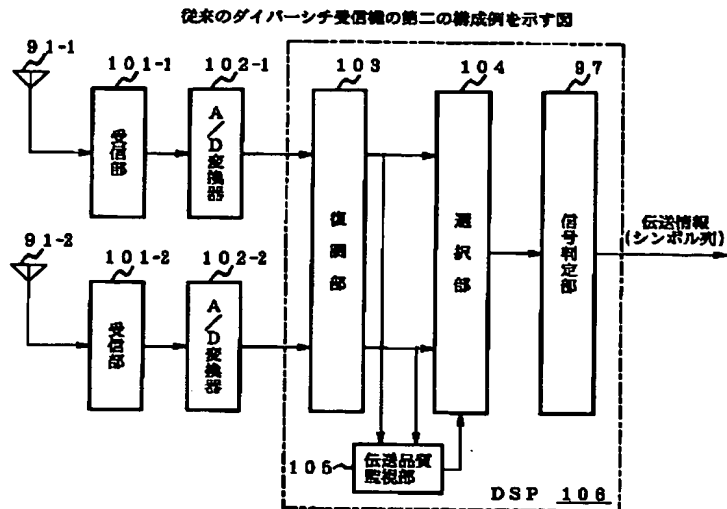 従来のダイバーシチ受信機の第二の構成例を示す図
91-1
101-1
102-1
103
104
97
受信部
A/D変換器
復調部
選択部
信号判定部
伝送情報
(シンボル列)
91-2
101-2
102-2
受信部
A/D変換器
105
伝送品質
監視部
DSP 106